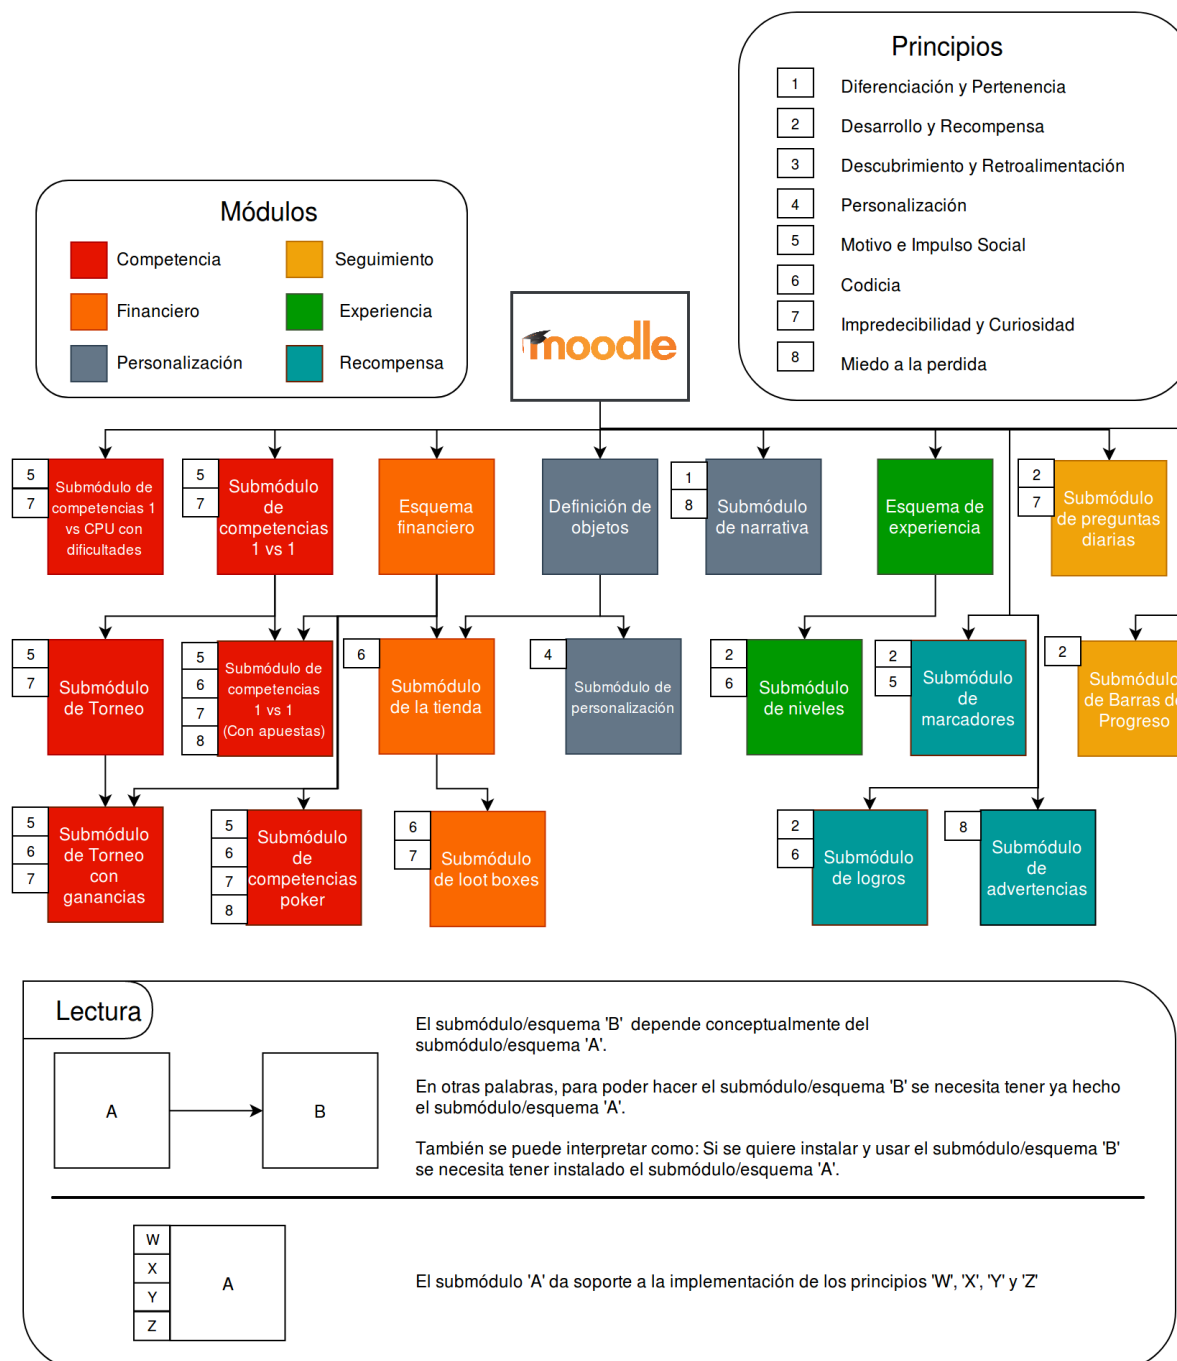 Principios
1 Diferenciación y Pertenencia
2 Desarrollo y Recompensa
3 Descubrimiento y Retroalimentación
4 Personalización
5 Motivo e Impulso Social
6 Codicia
7 Impredecibilidad y Curiosidad
8 Miedo a la perdida
Módulos
Competencia
Seguimiento
Financiero
Experiencia
Personalización
Recompensa
moodle
5
7
Submódulo de
competencias 1
vs CPU con
dificultades
5
7
Submódulo
de
competencias
1 vs 1
Esquema
financiero
Definición de
objetos
1
8
Submódulo
de narrativa
Esquema de
experiencia
2
7
Submódulo
de preguntas
diarias
5
7
Submódulo
de Torneo
5
6
7
8
Submódulo de
competencias
1 vs 1
(Con apuestas)
6
Submódulo
de la tienda
4
Submódulo de
personalización
2
6
Submódulo
de niveles
2
5
Submódulo
de
marcadores
2
Submódulo
de Barras de
Progreso
5
6
7
Submódulo
de Torneo
con
ganancias
5
6
7
8
Submódulo
de
competencias
poker
6
7
Submódulo
de loot boxes
2
6
Submódulo
de logros
8
Submódulo
de
advertencias
Lectura
A
B
El submódulo/esquema 'B' depende conceptualmente del
submódulo/esquema 'A'.
En otras palabras, para poder hacer el submódulo/esquema 'B' se necesita tener ya hecho
el submódulo/esquema 'A'.
También se puede interpretar como: Si se quiere instalar y usar el submódulo/esquema 'B'
se necesita tener instalado el submódulo/esquema 'A'.
W
X
Y
Z
A
El submódulo 'A' da soporte a la implementación de los principios 'W', 'X', 'Y' y 'Z'